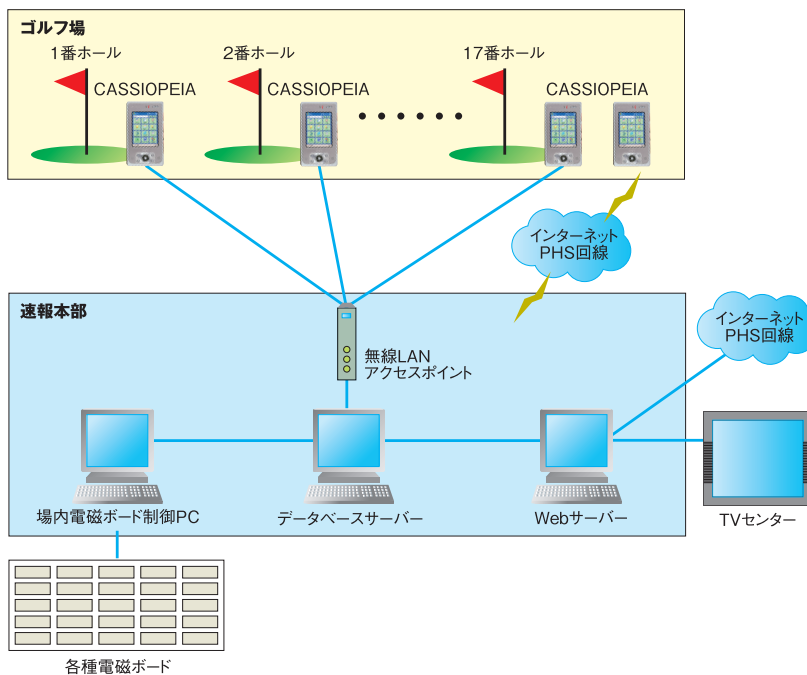 ゴルフ場
1番ホール
2番ホール
17番ホール
CASSIOPEIA
CASSIOPEIA
CASSIOPEIA
インターネット
PHS回線
速報本部
インターネット
PHS回線
無線LAN
アクセスポイント
場内電磁ボード制御PC
データベースサーバー
Webサーバー
TVセンター
各種電磁ボード